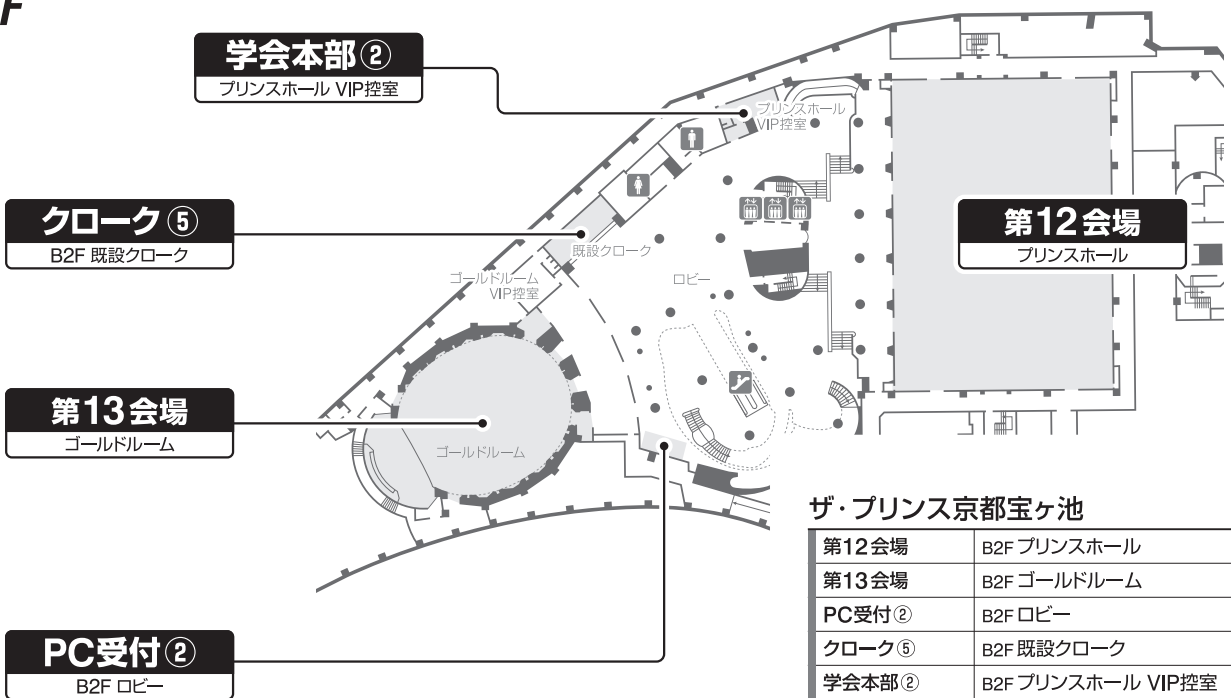 F
学会本部②
プリンスホール VIP控室
プリンスホール
VIP控室
クローク⑤
B2F 既設クローク
既設クローク
第12会場
プリンスホール
ゴールドルーム
VIP控室
ロビー
第13会場
ゴールドルーム
ゴールドルーム
PC受付②
B2F ロビー
ザ・プリンス京都宝ヶ池
第12会場 B2F プリンスホール
第13会場 B2F ゴールドルーム
PC受付② B2F ロビー
クローク⑤ B2F 既設クローク
学会本部② B2F プリンスホール VIP控室